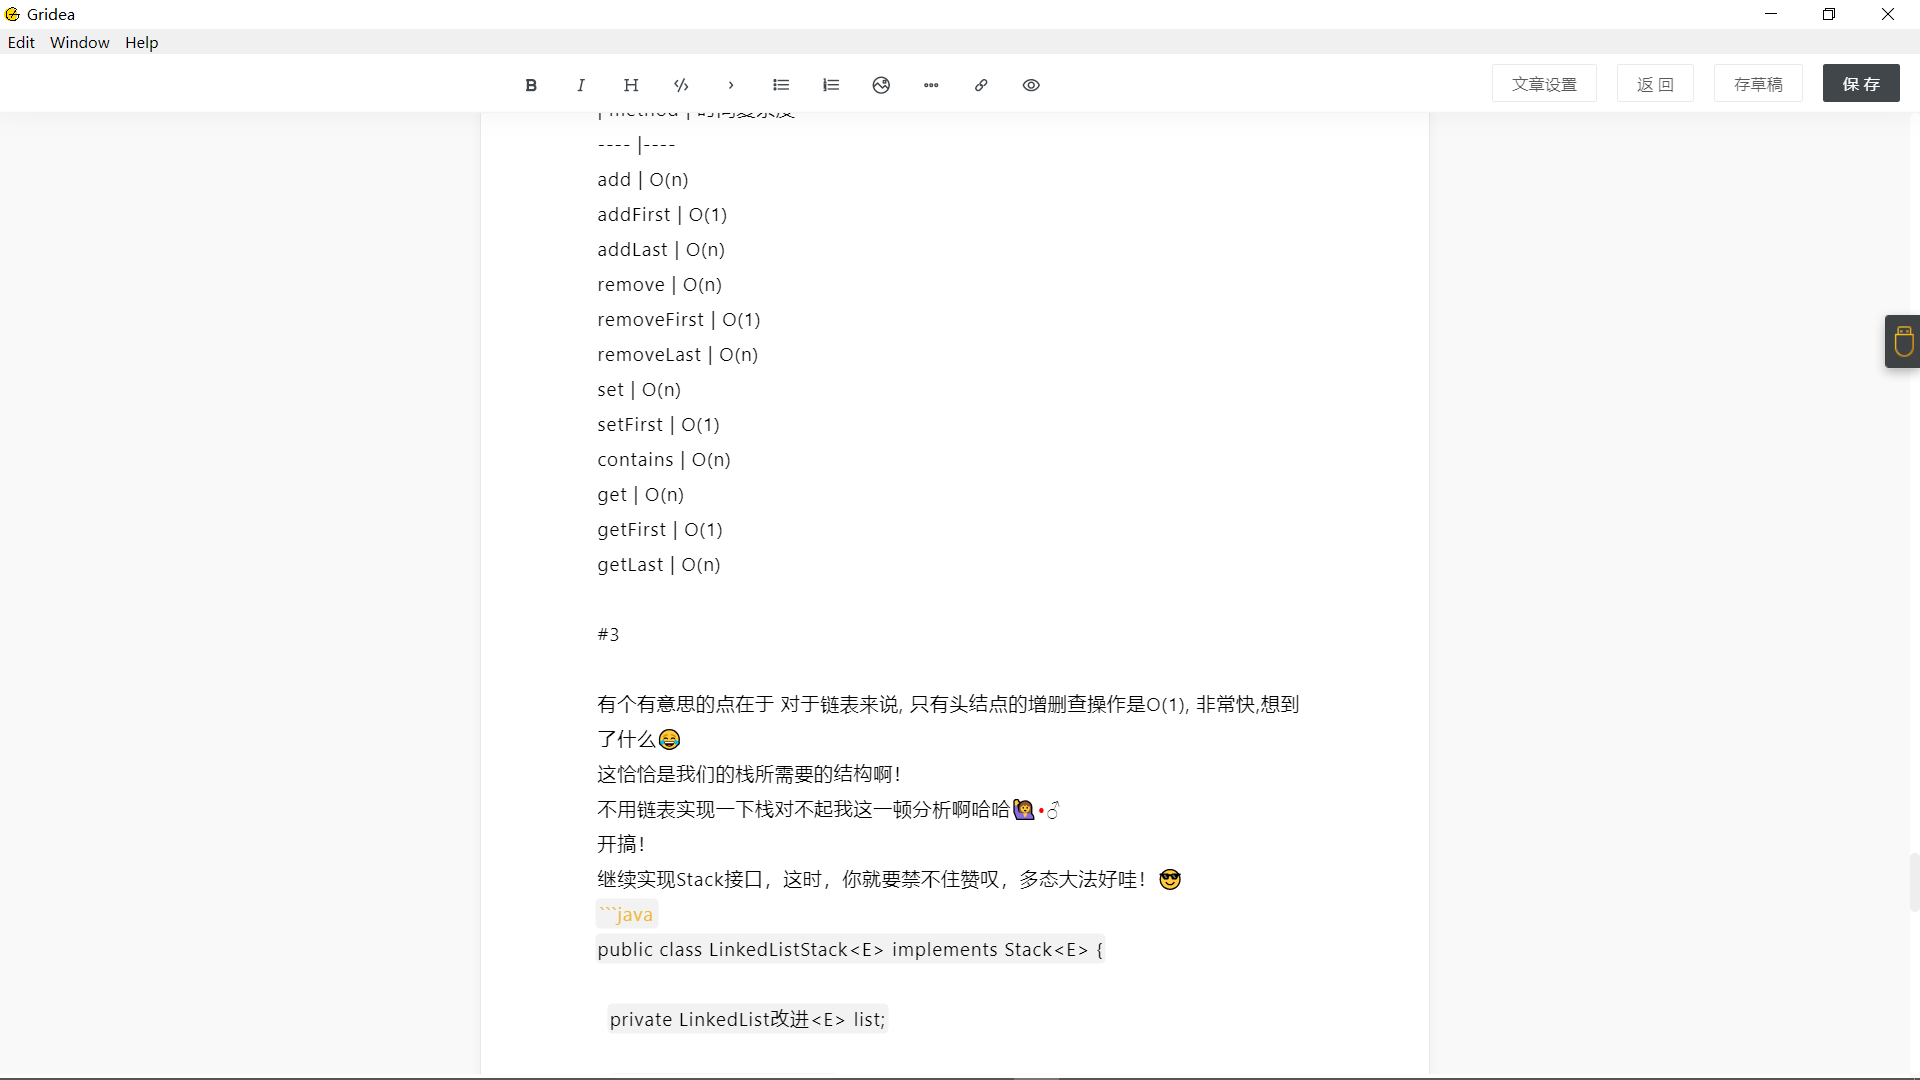 Gridea
Edit Window Help
文章设置 返 回 存草稿 保 存
| method | 时间复杂度
---- |----
add | O(n)
addFirst | O(1)
addLast | O(n)
remove | O(n)
removeFirst | O(1)
removeLast | O(n)
set | O(n)
setFirst | O(1)
contains | O(n)
get | O(n)
getFirst | O(1)
getLast | O(n)
#3
有个有意思的点在于 对于链表来说, 只有头结点的增删查操作是O(1), 非常快,想到
了什么😂
这恰恰是我们的栈所需要的结构啊！
不用链表实现一下栈对不起我这一顿分析啊哈哈🙋•♂
开搞！
继续实现Stack接口，这时，你就要禁不住赞叹，多态大法好哇！😎
```java
public class LinkedListStack<E> implements Stack<E> {
private LinkedList改进<E> list;